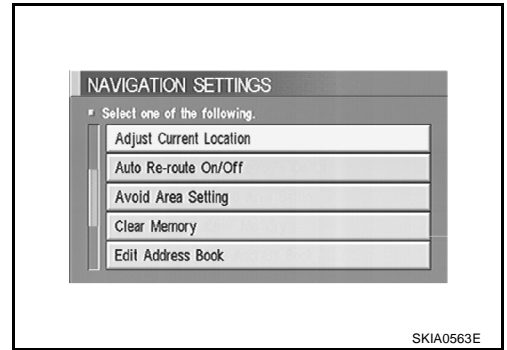 NAVIGATION SETTINGS
Select one of the following.
Adjust Current Location
Auto Re-route On/Off
Avoid Area Setting
Clear Memory
Edit Address Book
SKIA0563E